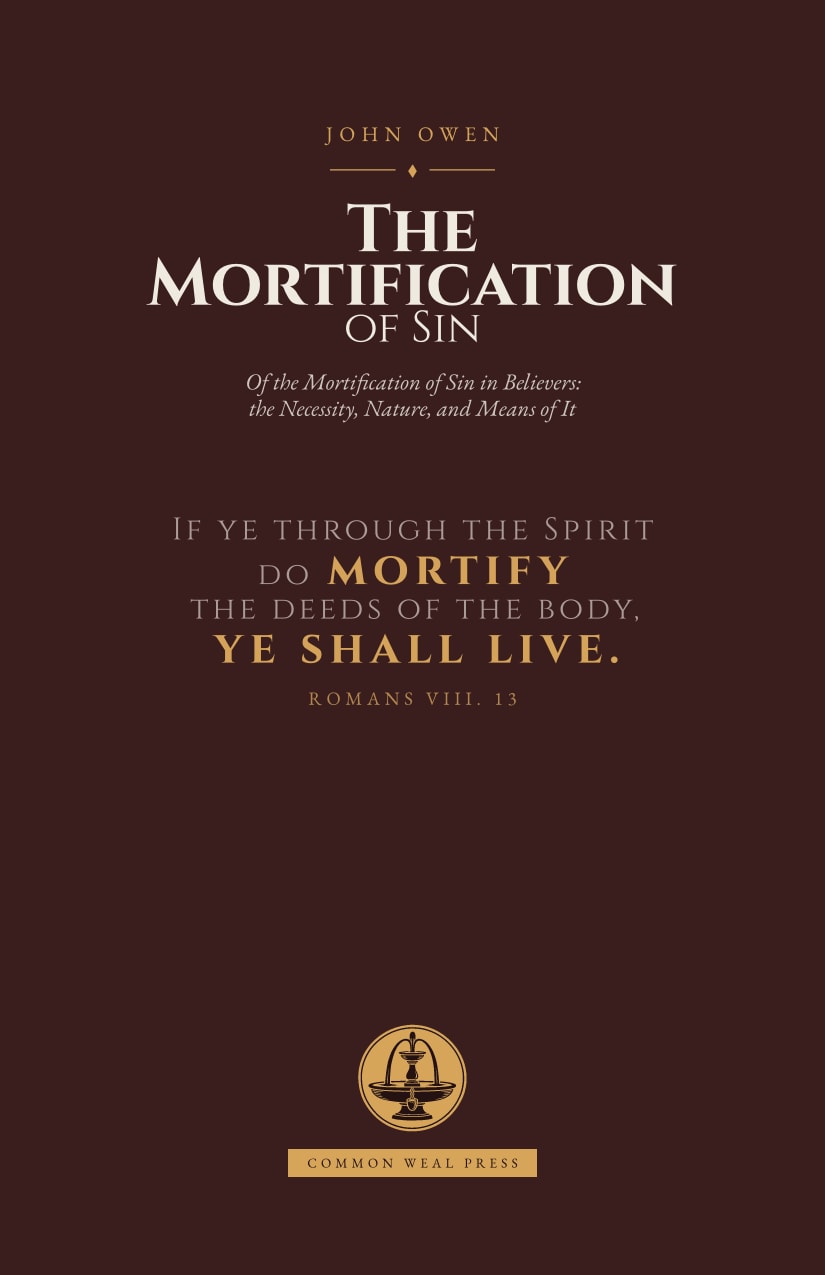 JOHN OWEN
THE
MORTIFICATION
OF SIN
Of the Mortification of Sin in Believers:
the Necessity, Nature, and Means of It
IF YE THROUGH THE SPIRIT
DO MORTIFY
THE DEEDS OF THE BODY,
YE SHALL LIVE.
ROMANS VIII. 13
COMMON WEAL PRESS